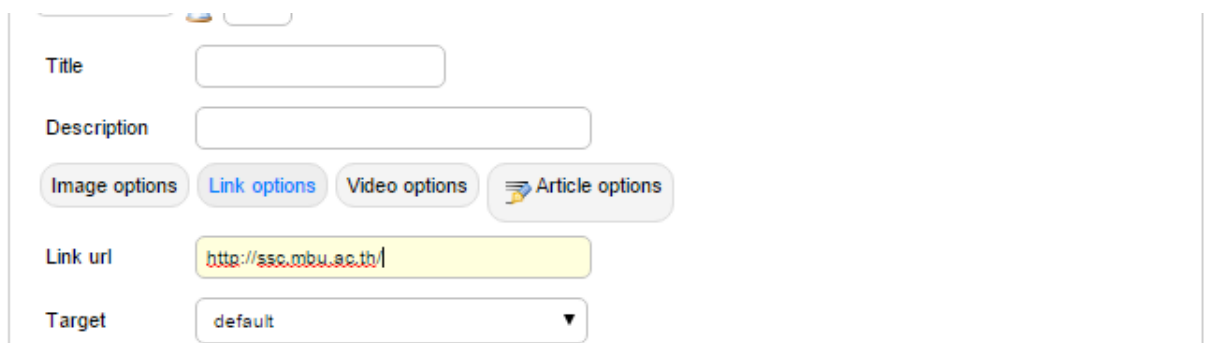 Title
Description
Image options Link options Video options Article options
Link url http://ssc.mbu.ac.th/
Target default